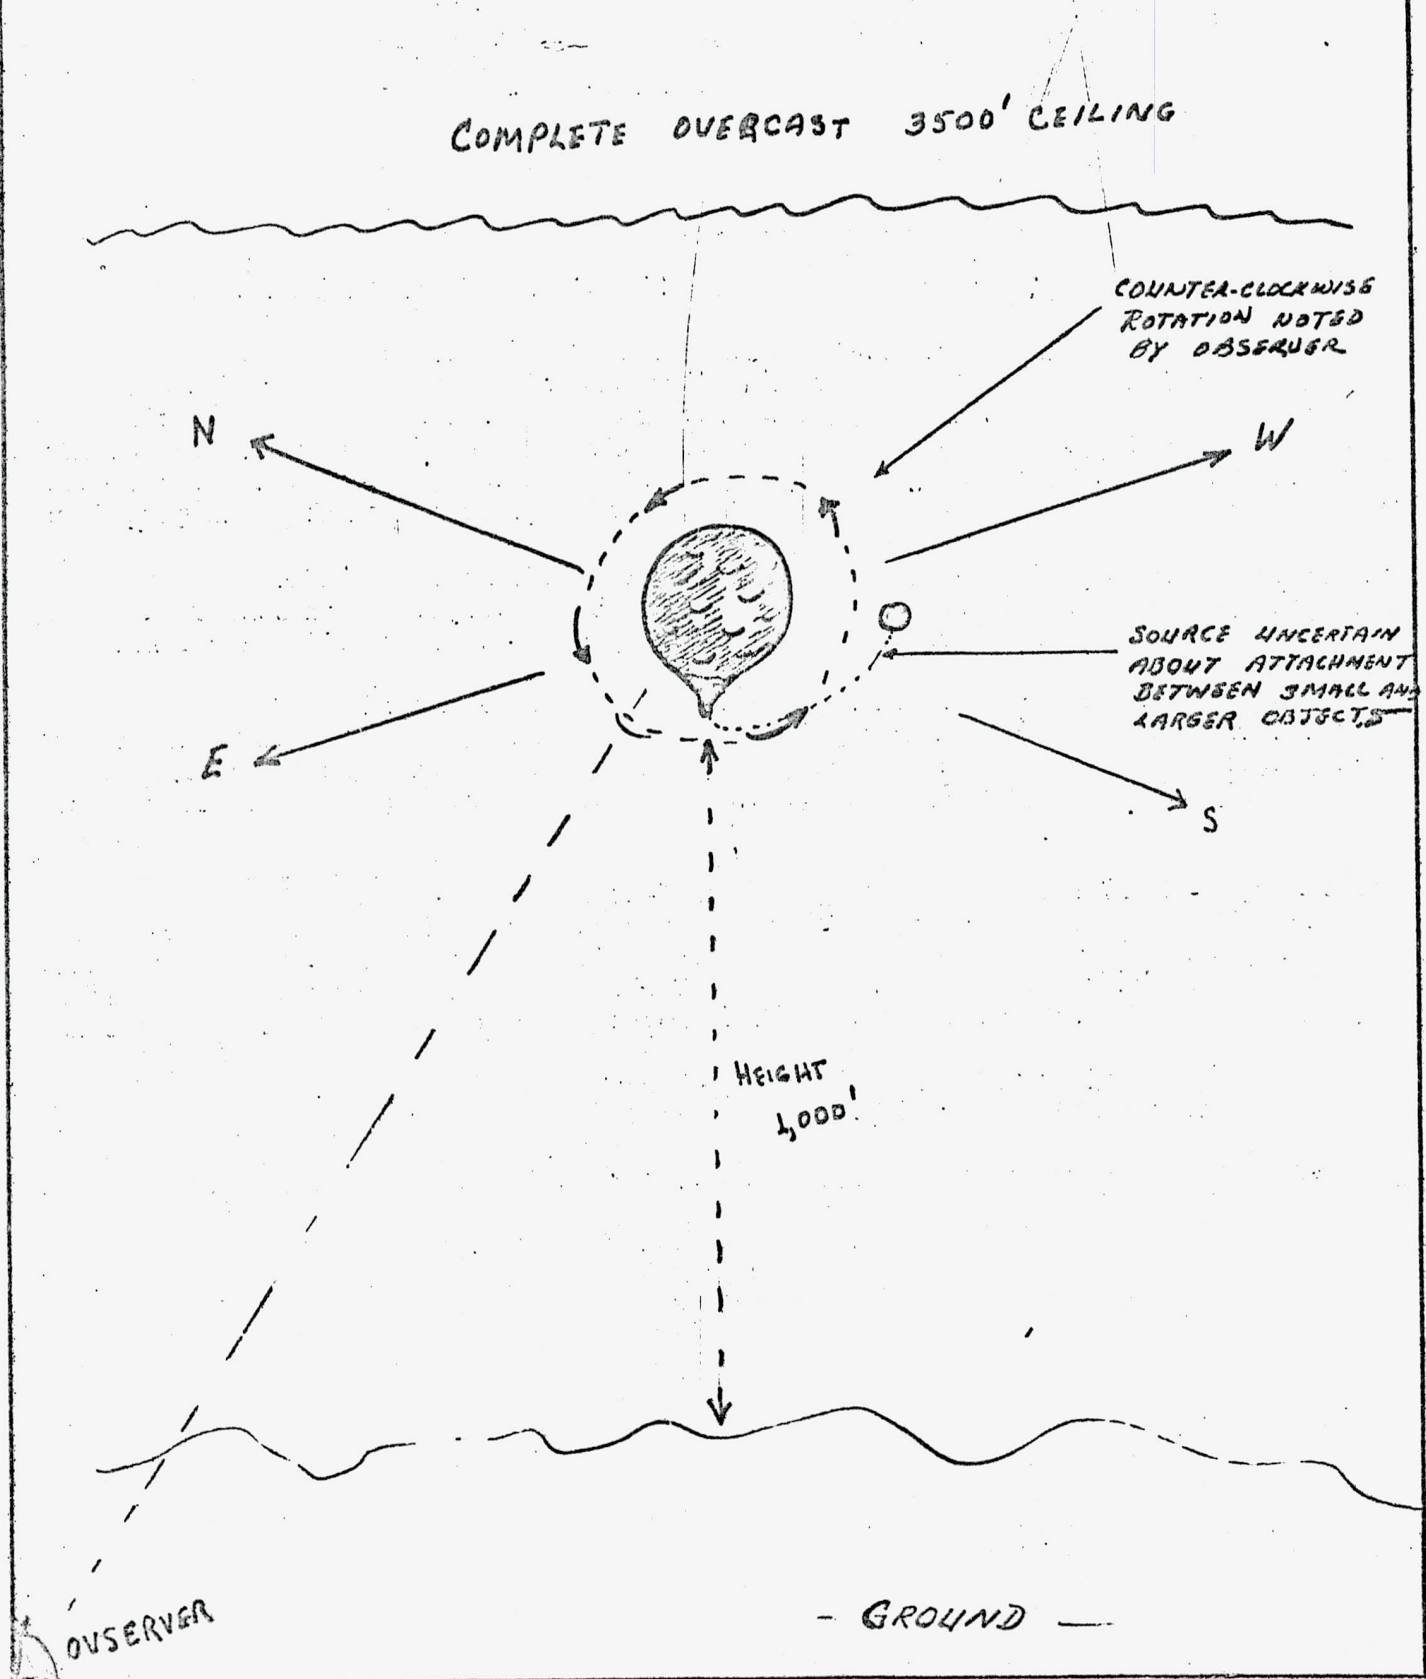 COMPLETE OVERCAST 3500' CEILING
COUNTER-CLOCKWISE
ROTATION NOTED
BY OBSERVER
N
W
SOURCE UNCERTAIN
ABOUT ATTACHMENT
BETWEEN SMALL AND
LARGER OBJECTS
E
S
HEIGHT
1,000'
OVSERVER
- GROUND -